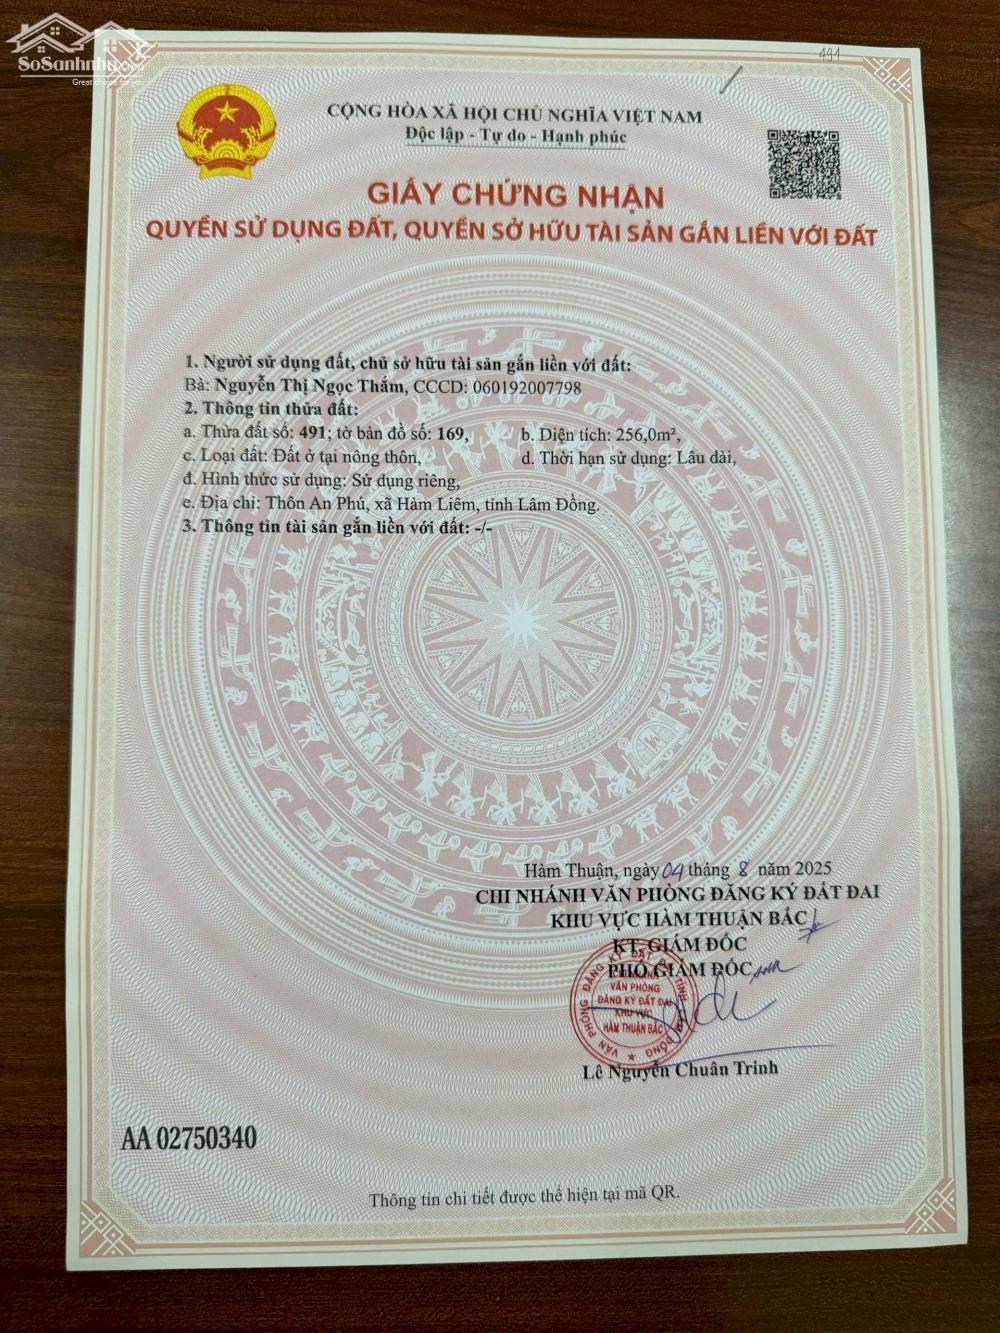 SoSanhnha.com
491
CỘNG HÒA XÃ HỘI CHỦ NGHĨA VIỆT NAM
Độc lập - Tự do - Hạnh phúc
GIẤY CHỨNG NHẬN
QUYỀN SỬ DỤNG ĐẤT, QUYỀN SỞ HỮU TÀI SẢN GẮN LIỀN VỚI ĐẤT
1. Người sử dụng đất, chủ sở hữu tài sản gắn liền với đất:
Bà: Nguyễn Thị Ngọc Thắm, CCCD: 060192007798
2. Thông tin thửa đất:
a. Thửa đất số: 491; tờ bản đồ số: 169, b. Diện tích: 256,0m²,
c. Loại đất: Đất ở tại nông thôn, d. Thời hạn sử dụng: Lâu dài,
đ. Hình thức sử dụng: Sử dụng riêng,
e. Địa chỉ: Thôn An Phú, xã Hàm Liêm, tỉnh Lâm Đồng.
3. Thông tin tài sản gắn liền với đất: -/-
Hàm Thuận, ngày 04 tháng 8 năm 2025
CHI NHÁNH VĂN PHÒNG ĐĂNG KÝ ĐẤT ĐAI
KHU VỰC HÀM THUẬN BẮC
KT. GIÁM ĐỐC
PHÓ GIÁM ĐỐC
VĂN PHÒNG
ĐĂNG KÝ ĐẤT ĐAI
KHU VỰC
HÀM THUẬN BẮC
Lê Nguyễn Chuân Trinh
AA 02750340
Thông tin chi tiết được thể hiện tại mã QR.